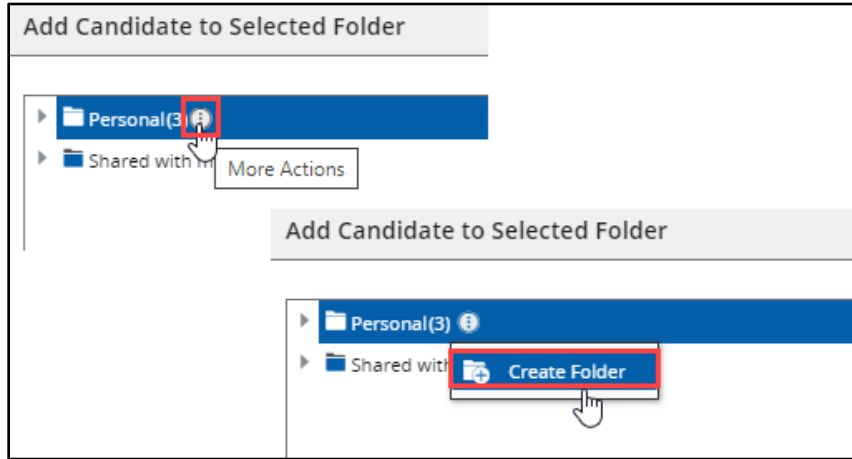 Add Candidate to Selected Folder
Personal(3)
Shared with m
More Actions
Add Candidate to Selected Folder
Personal(3)
Shared with
Create Folder